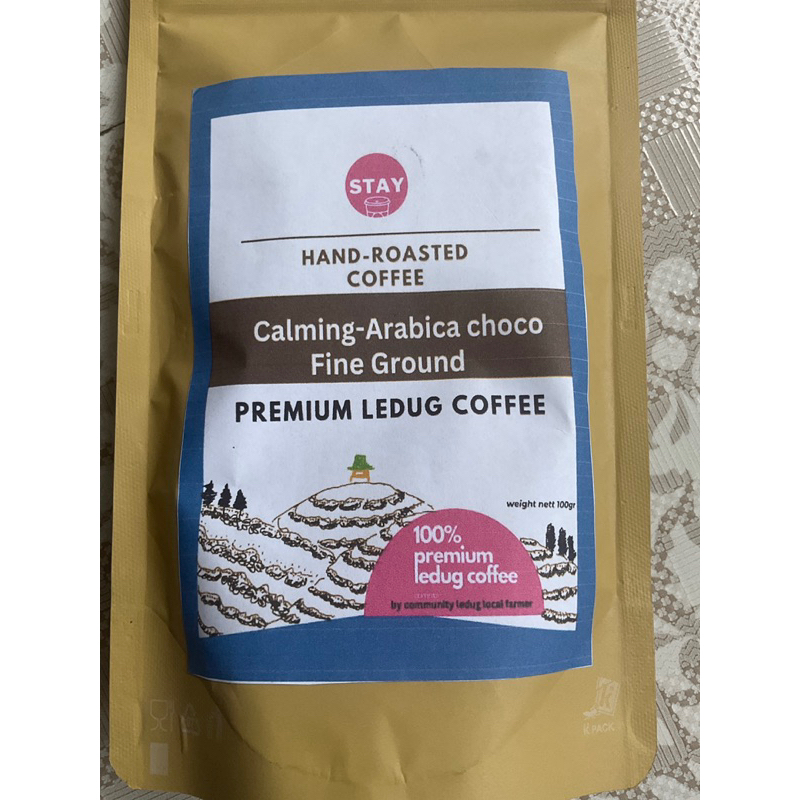 STAY
HAND-ROASTED
COFFEE
Calming-Arabica choco
Fine Ground
PREMIUM LEDUG COFFEE
weight nett 100gr
100%
premium
ledug coffee
by community ledug local farmer
K PACK